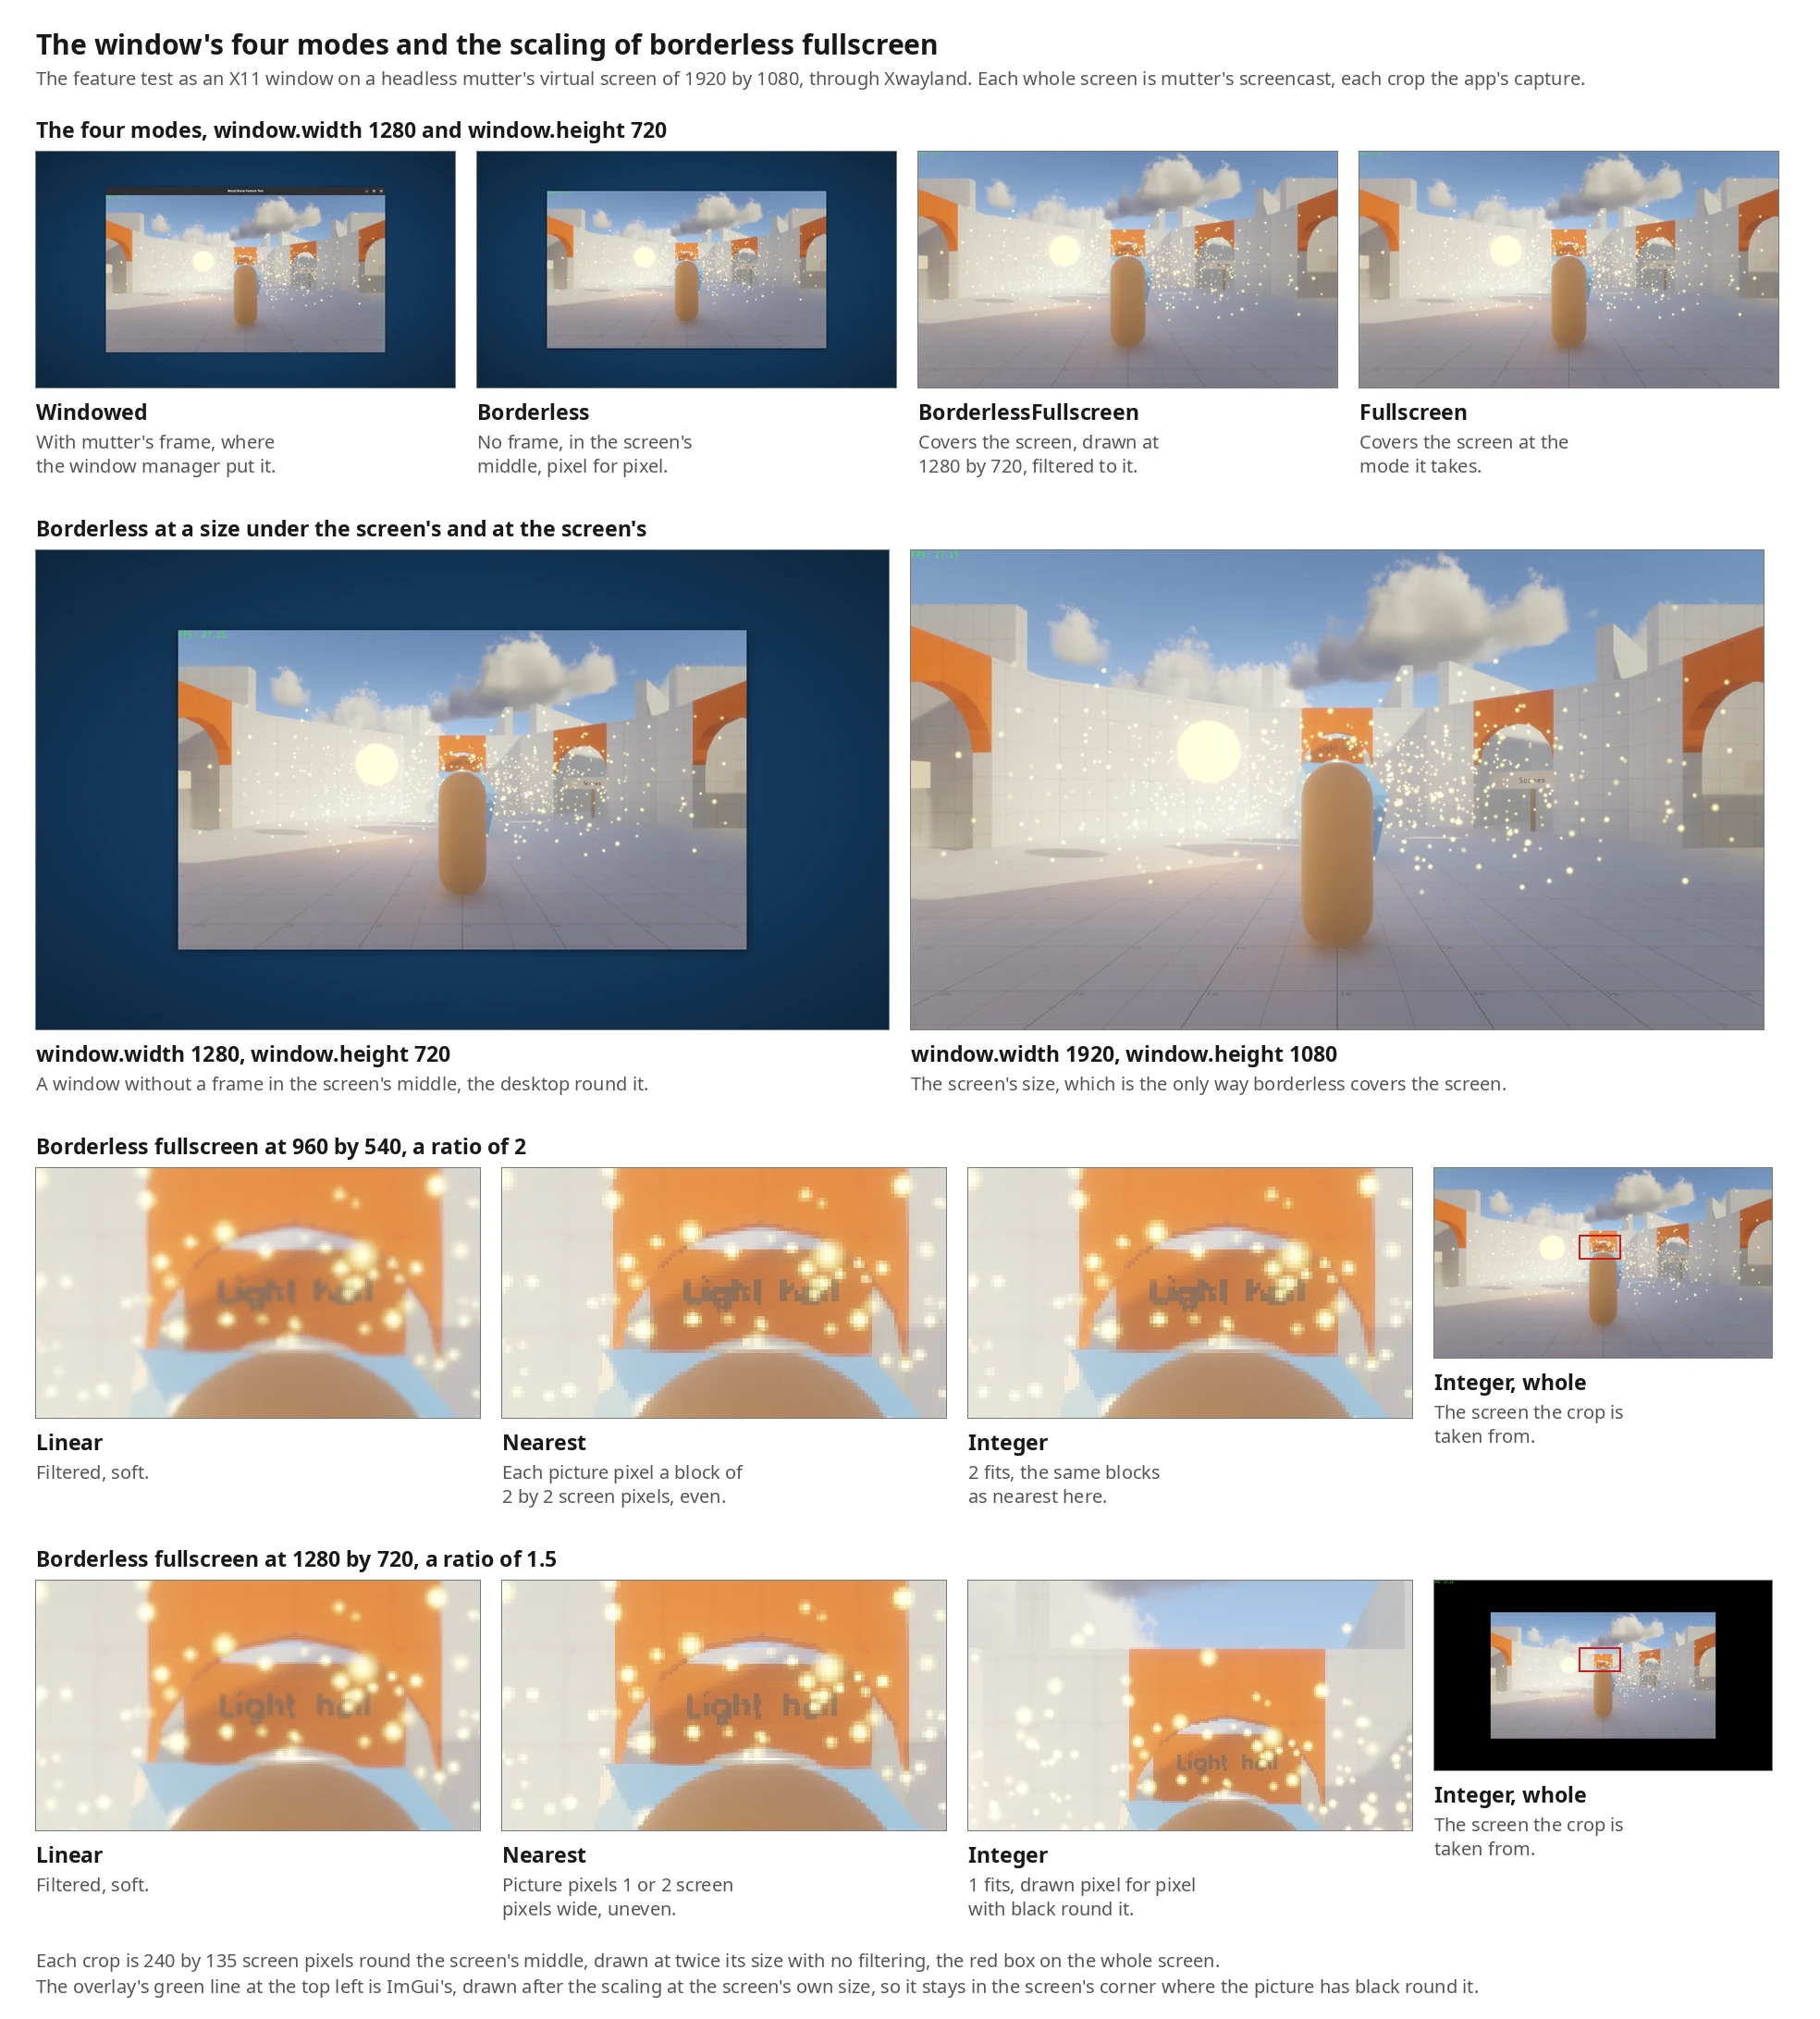 The window's four modes and the scaling of borderless fullscreen
The feature test as an X11 window on a headless mutter's virtual screen of 1920 by 1080, through Xwayland. Each whole screen is mutter's screencast, each crop the app's capture.
The four modes, window.width 1280 and window.height 720
Windowed
With mutter's frame, where
the window manager put it.
Borderless
No frame, in the screen's
middle, pixel for pixel.
BorderlessFullscreen
Covers the screen, drawn at
1280 by 720, filtered to it.
Fullscreen
Covers the screen at the
mode it takes.
Borderless at a size under the screen's and at the screen's
FPS: 27.15
Scenes
window.width 1280, window.height 720
A window without a frame in the screen's middle, the desktop round it.
window.width 1920, window.height 1080
The screen's size, which is the only way borderless covers the screen.
Borderless fullscreen at 960 by 540, a ratio of 2
Light hall
Light hall
Light hall
Linear
Filtered, soft.
Nearest
Each picture pixel a block of
2 by 2 screen pixels, even.
Integer
2 fits, the same blocks
as nearest here.
Integer, whole
The screen the crop is
taken from.
Borderless fullscreen at 1280 by 720, a ratio of 1.5
Light hall
Light hall
Light hall
Linear
Filtered, soft.
Nearest
Picture pixels 1 or 2 screen
pixels wide, uneven.
Integer
1 fits, drawn pixel for pixel
with black round it.
Integer, whole
The screen the crop is
taken from.
Each crop is 240 by 135 screen pixels round the screen's middle, drawn at twice its size with no filtering, the red box on the whole screen.
The overlay's green line at the top left is ImGui's, drawn after the scaling at the screen's own size, so it stays in the screen's corner where the picture has black round it.